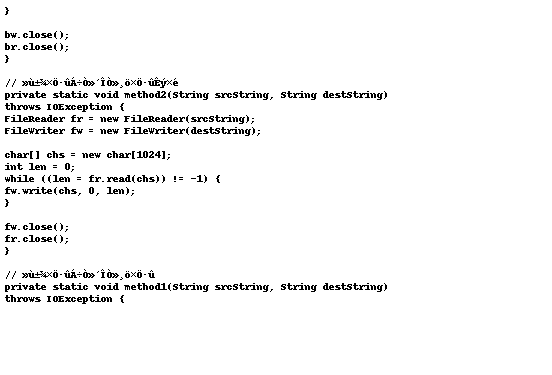 }
bw.close();
br.close();
}
// »ù±¾×Ö·ûÁ÷Ò»´ÎÒ»¸ö×Ö·ûÊý×é
private static void method2(String srcString, String destString)
throws IOException {
FileReader fr = new FileReader(srcString);
FileWriter fw = new FileWriter(destString);
char[] chs = new char[1024];
int len = 0;
while ((len = fr.read(chs)) != -1) {
fw.write(chs, 0, len);
}
fw.close();
fr.close();
}
// »ù±¾×Ö·ûÁ÷Ò»´ÎÒ»¸ö×Ö·û
private static void method1(String srcString, String destString)
throws IOException {